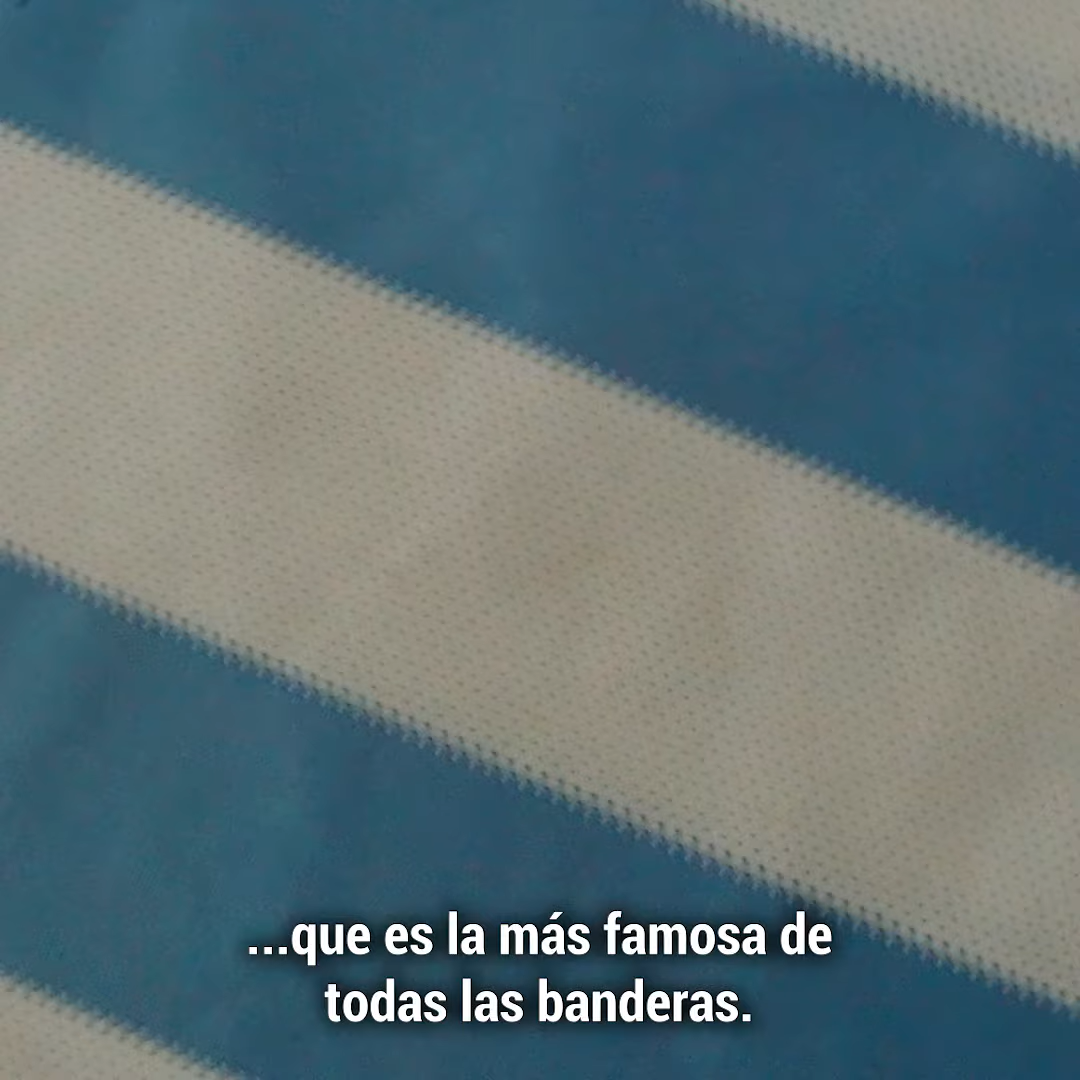 ...que es la más famosa de
todas las banderas.